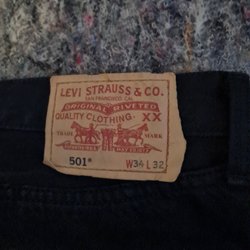 LEVI STRAUSS & CO.
SAN FRANCISCO, CAL.
ORIGINAL RIVETED
QUALITY CLOTHING. XX
TRADE MARK
501*
W34 L32